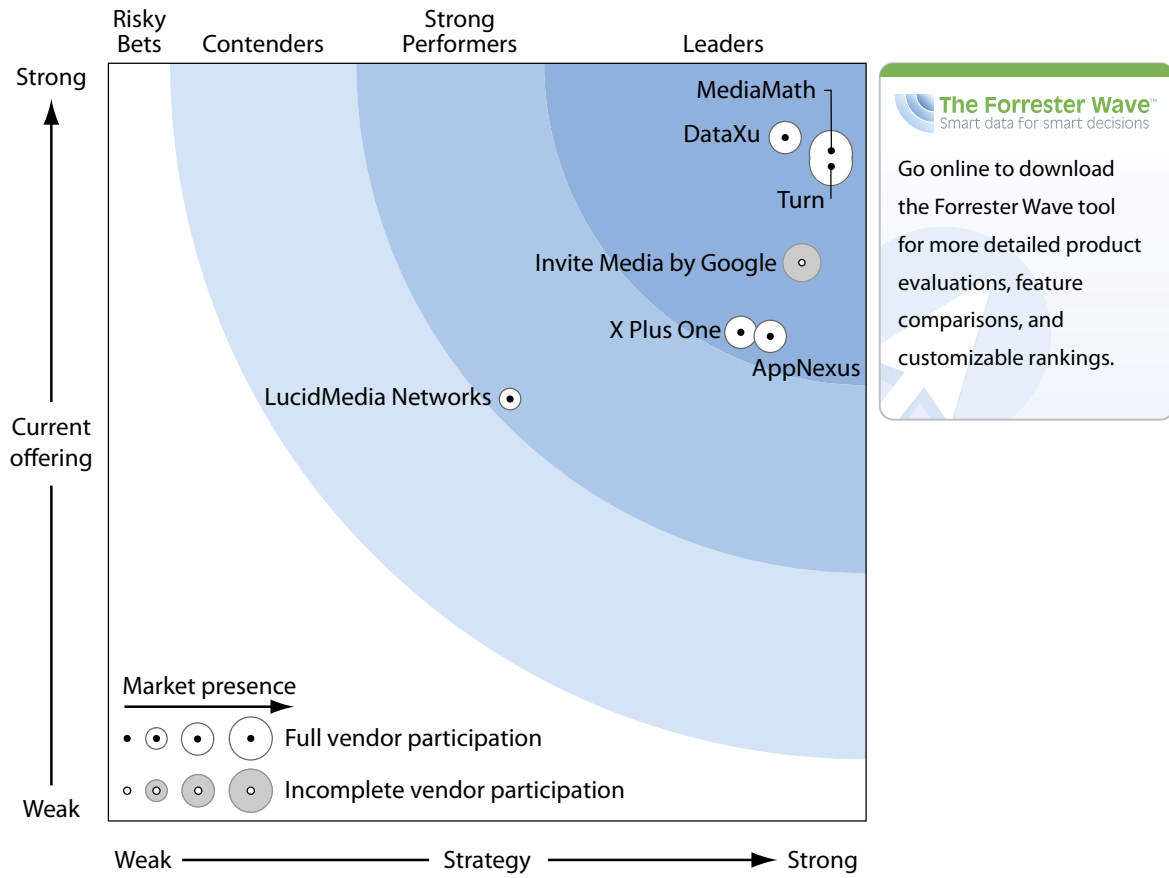 Risky
Bets
Contenders
Strong
Performers
Leaders
Strong
Current
offering
Weak
MediaMath
DataXu
Turn
Invite Media by Google
X Plus One
AppNexus
LucidMedia Networks
Market presence
Full vendor participation
Incomplete vendor participation
Weak
Strategy
Strong
The Forrester Wave™
Smart data for smart decisions
Go online to download
the Forrester Wave tool
for more detailed product
evaluations, feature
comparisons, and
customizable rankings.